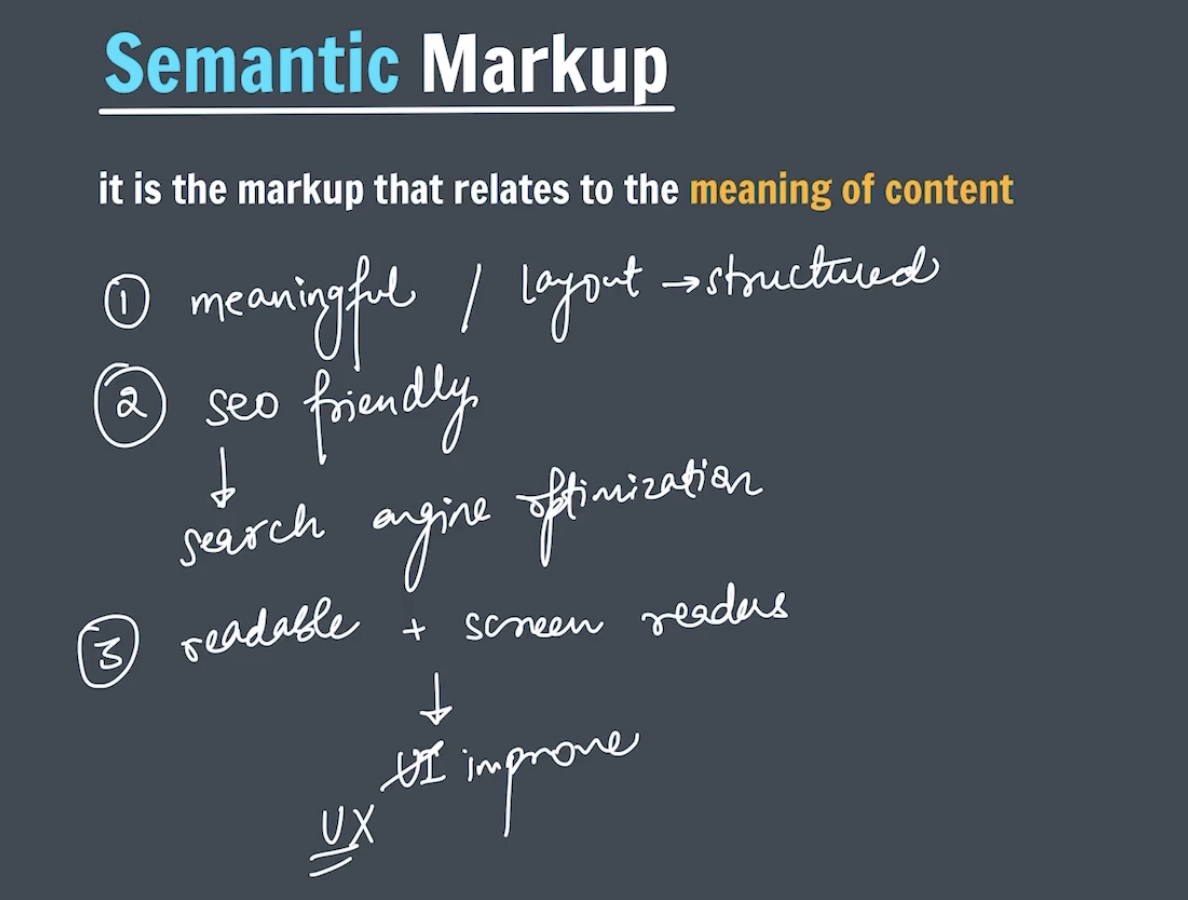 Semantic Markup
it is the markup that relates to the meaning of content
① meaningful / layout → structured
② seo friendly
↓
search engine optimization
③ readable + screen readers
↓
UI improve
UX